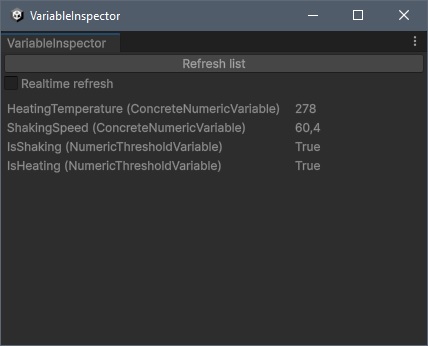 VariableInspector
VariableInspector
Refresh list
Realtime refresh
HeatingTemperature (ConcreteNumericVariable) 278
ShakingSpeed (ConcreteNumericVariable) 60,4
IsShaking (NumericThresholdVariable) True
IsHeating (NumericThresholdVariable) True